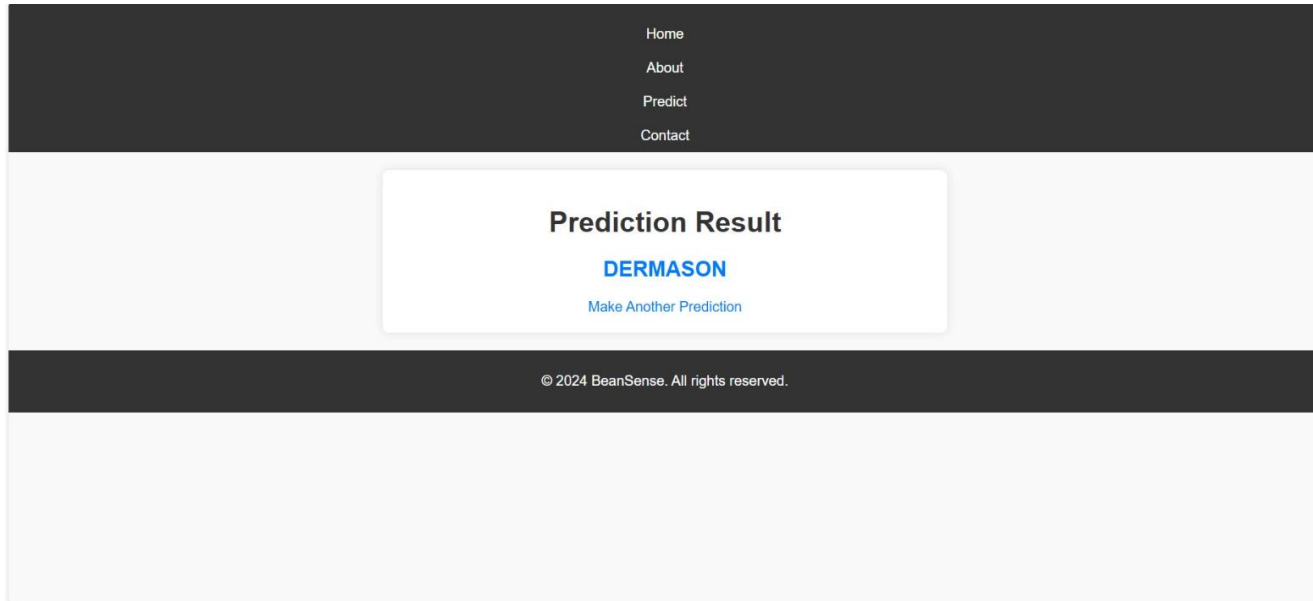 Home
About
Predict
Contact
Prediction Result
DERMASON
Make Another Prediction
© 2024 BeanSense. All rights reserved.